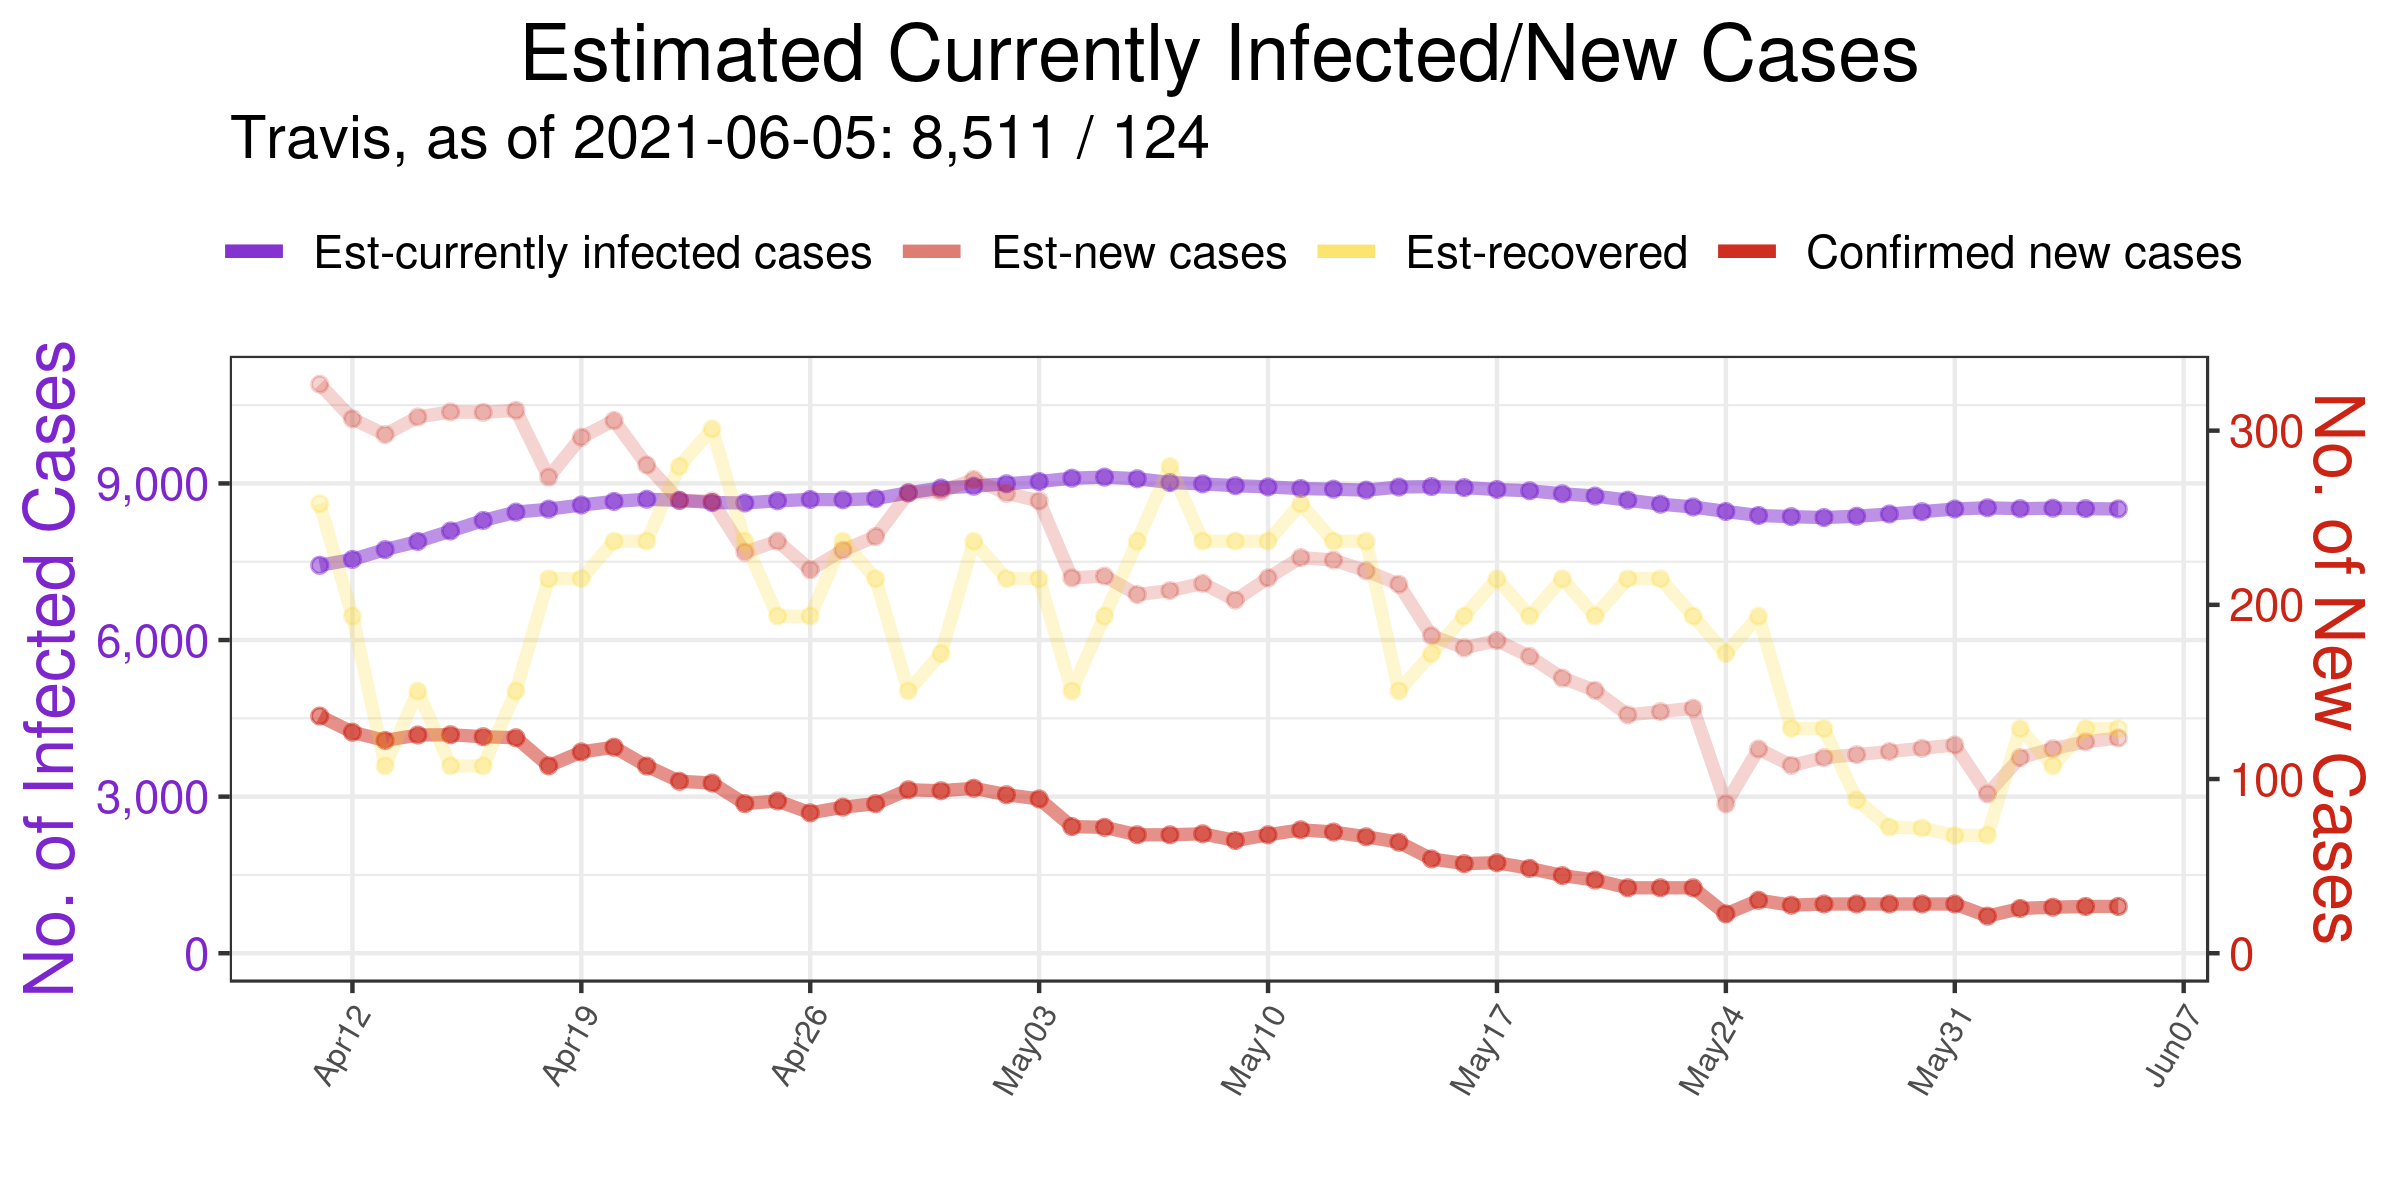 Estimated Currently Infected/New Cases
Travis, as of 2021-06-05: 8,511 / 124
Est-currently infected cases Est-new cases Est-recovered Confirmed new cases
No. of Infected Cases
9,000
6,000
3,000
0
300
200
100
0
No. of New Cases
Apr12 Apr19 Apr26 May03 May10 May17 May24 May31 Jun07